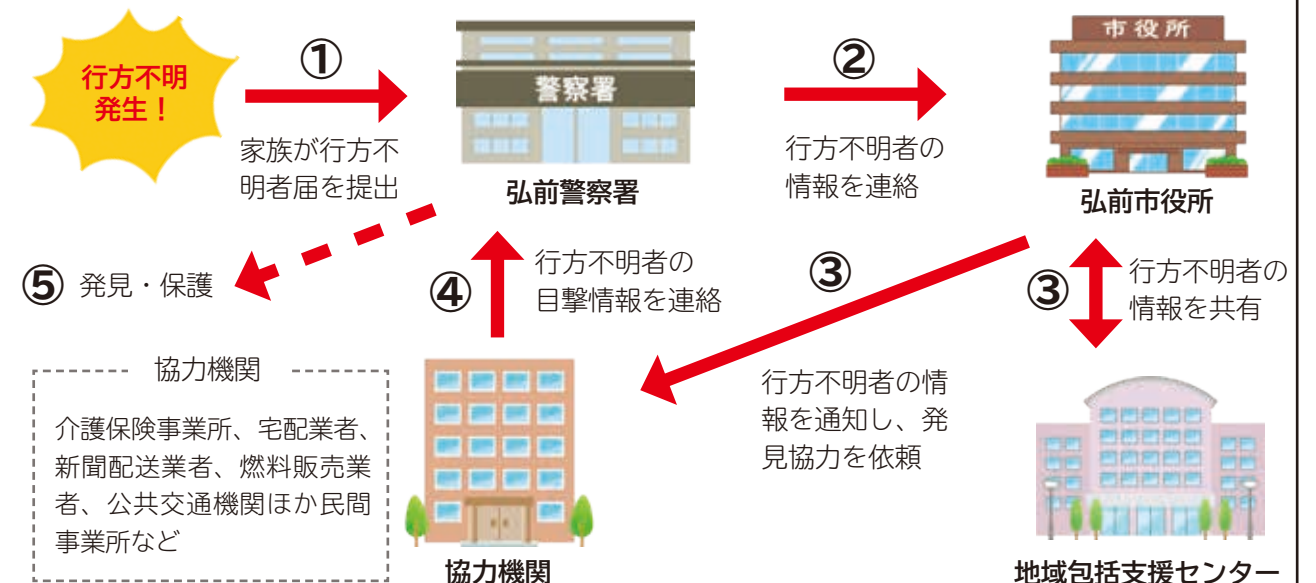 行方不明
発生！
①
家族が行方不
明者届を提出
警察署
弘前警察署
②
行方不明者の
情報を連絡
市役所
弘前市役所
⑤ 発見・保護
④
行方不明者の
目撃情報を連絡
③
行方不明者の情
報を通知し、発
見協力を依頼
③
行方不明者の
情報を共有
協力機関
介護保険事業所、宅配業者、
新聞配送業者、燃料販売業
者、公共交通機関ほか民間
事業所など
協力機関
地域包括支援センター